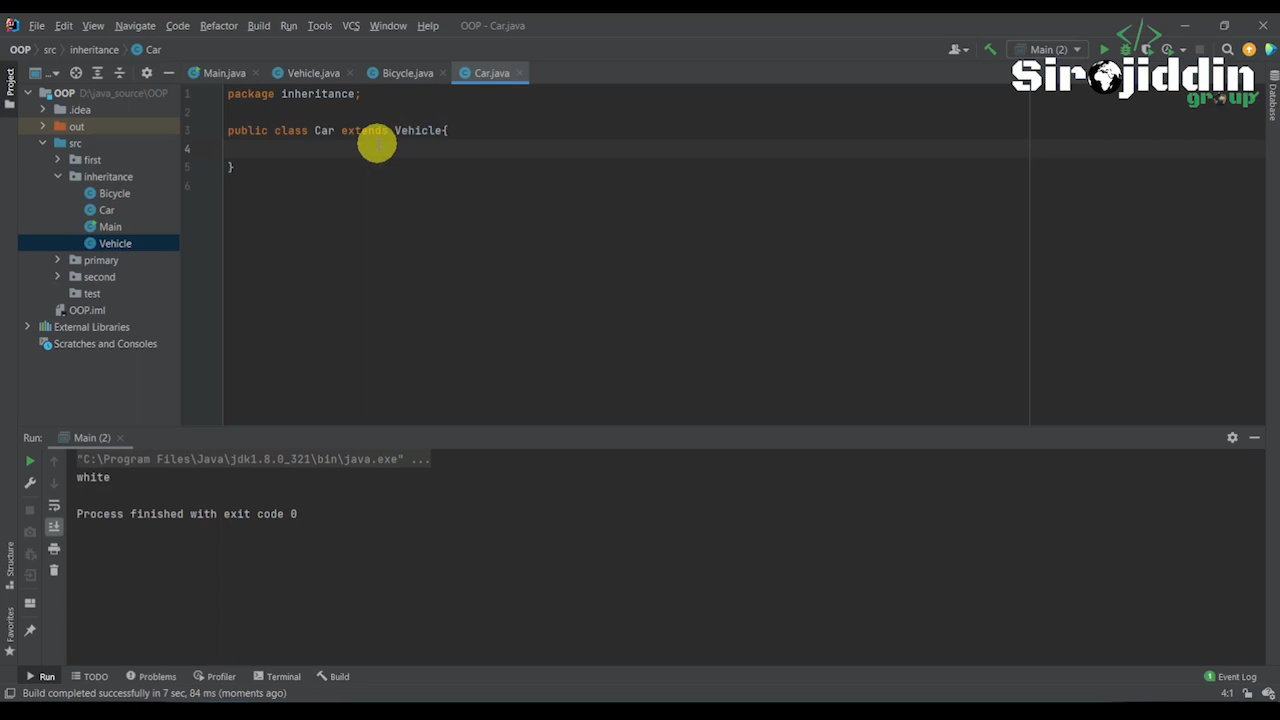 File Edit View Navigate Code Refactor Build Run Tools VCS Window Help OOP - Car.java
OOP src inheritance Car Main (2)
Sirojiddin
group
Project
... Main.java Vehicle.java Bicycle.java Car.java
Database
OOP D:\java_source\OOP
.idea
out
src
first
inheritance
Bicycle
Car
Main
Vehicle
primary
second
test
OOP.iml
External Libraries
Scratches and Consoles
1 package inheritance;
2
3 public class Car extends Vehicle{
4
5 }
6
Run: Main (2)
"C:\Program Files\Java\jdk1.8.0_321\bin\java.exe" ...
white
Process finished with exit code 0
Structure
Favorites
Run TODO Problems Profiler Terminal Build 1 Event Log
Build completed successfully in 7 sec, 84 ms (moments ago) 4:1